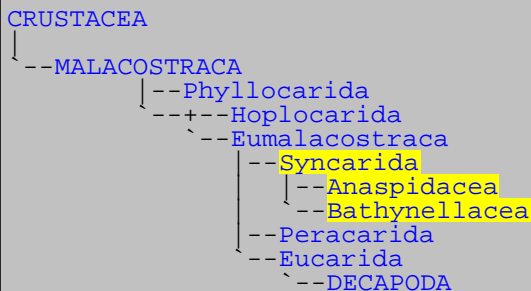 CRUSTACEA
|
`--MALACOSTRACA
|--Phyllocarida
`--+--Hoplocarida
`--Eumalacostraca
|--Syncarida
| |--Anaspidacea
| `--Bathynellacea
|--Peracarida
`--Eucarida
`--DECAPODA